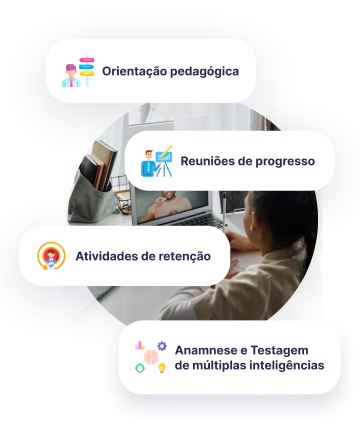 Orientação pedagógica
Reuniões de progresso
Atividades de retenção
Anamnese e Testagem
de múltiplas inteligências